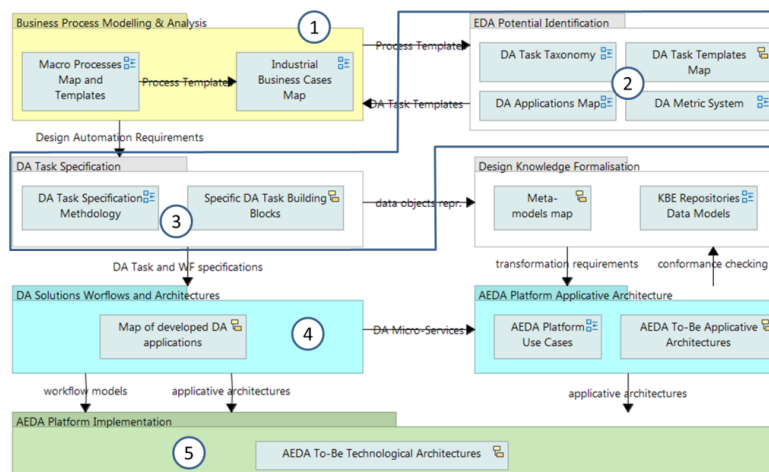 Business Process Modelling & Analysis
1
EDA Potential Identification
Macro Processes
Map and
Templates
Process Template
Industrial
Business Cases
Map
Process Template
DA Task Templates
DA Task Taxonomy
DA Task Templates
Map
2
DA Applications Map
DA Metric System
Design Automation Requirements
DA Task Specification
DA Task Specification
Methdology
Specific DA Task Building
Blocks
3
data objects repr.
Design Knowledge Formalisation
Meta-
models map
KBE Repositories
Data Models
DA Task and WF specifications
transformation requirements
conformance checking
DA Solutions Worflows and Architectures
Map of developed DA
applications
4
DA Micro-Services
AEDA Platform Applicative Architecture
AEDA Platform
Use Cases
AEDA To-Be Applicative
Architectures
workflow models
applicative architectures
applicative architectures
AEDA Platform Implementation
5
AEDA To-Be Technological Architectures